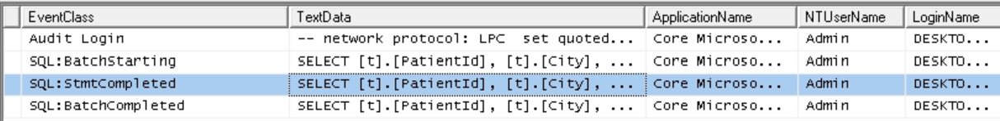 EventClass TextData ApplicationName NTUserName LoginName
Audit Login -- network protocol: LPC set quoted... Core Microso... Admin DESKTO...
SQL:BatchStarting SELECT [t].[PatientId], [t].[City], ... Core Microso... Admin DESKTO...
SQL:StmtCompleted SELECT [t].[PatientId], [t].[City], ... Core Microso... Admin DESKTO...
SQL:BatchCompleted SELECT [t].[PatientId], [t].[City], ... Core Microso... Admin DESKTO...